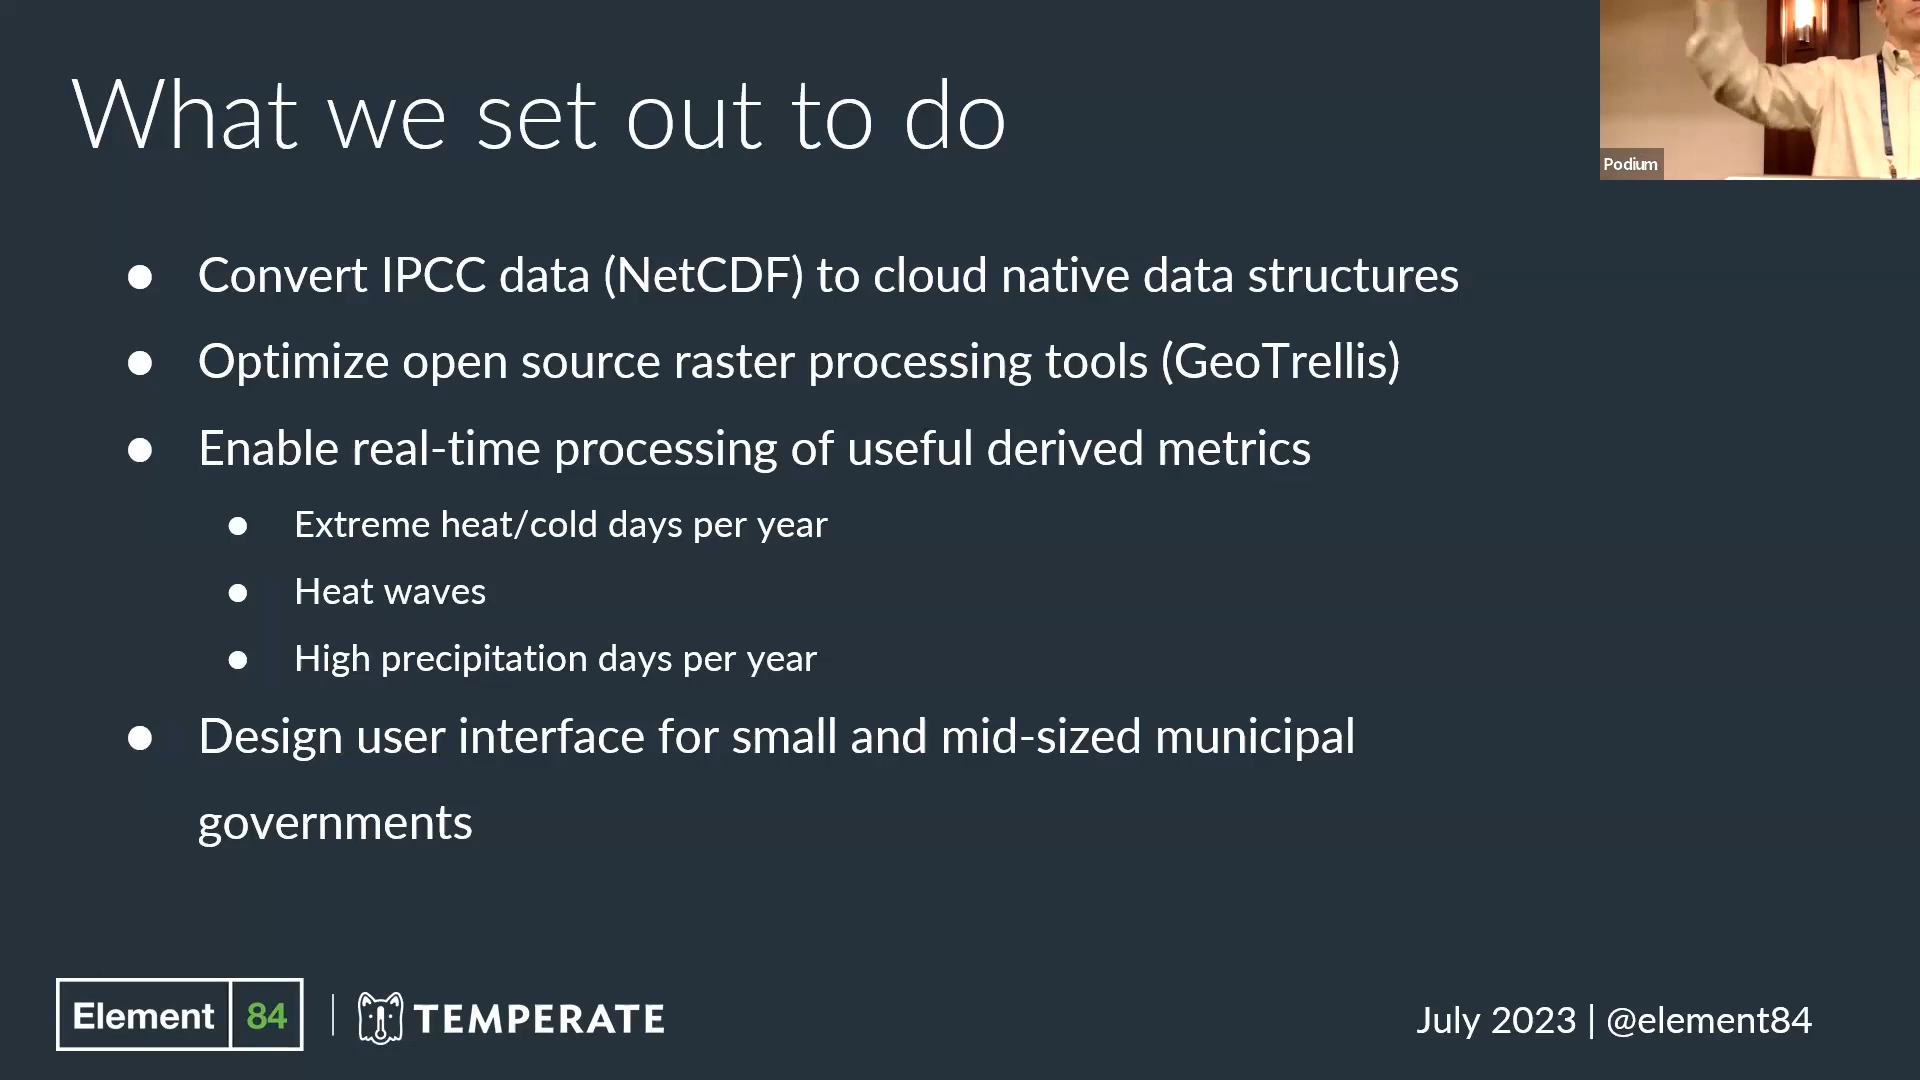 What we set out to do
Podium
● Convert IPCC data (NetCDF) to cloud native data structures
● Optimize open source raster processing tools (GeoTrellis)
● Enable real-time processing of useful derived metrics
● Extreme heat/cold days per year
● Heat waves
● High precipitation days per year
● Design user interface for small and mid-sized municipal
governments
Element 84 | TEMPERATE
July 2023 | @element84